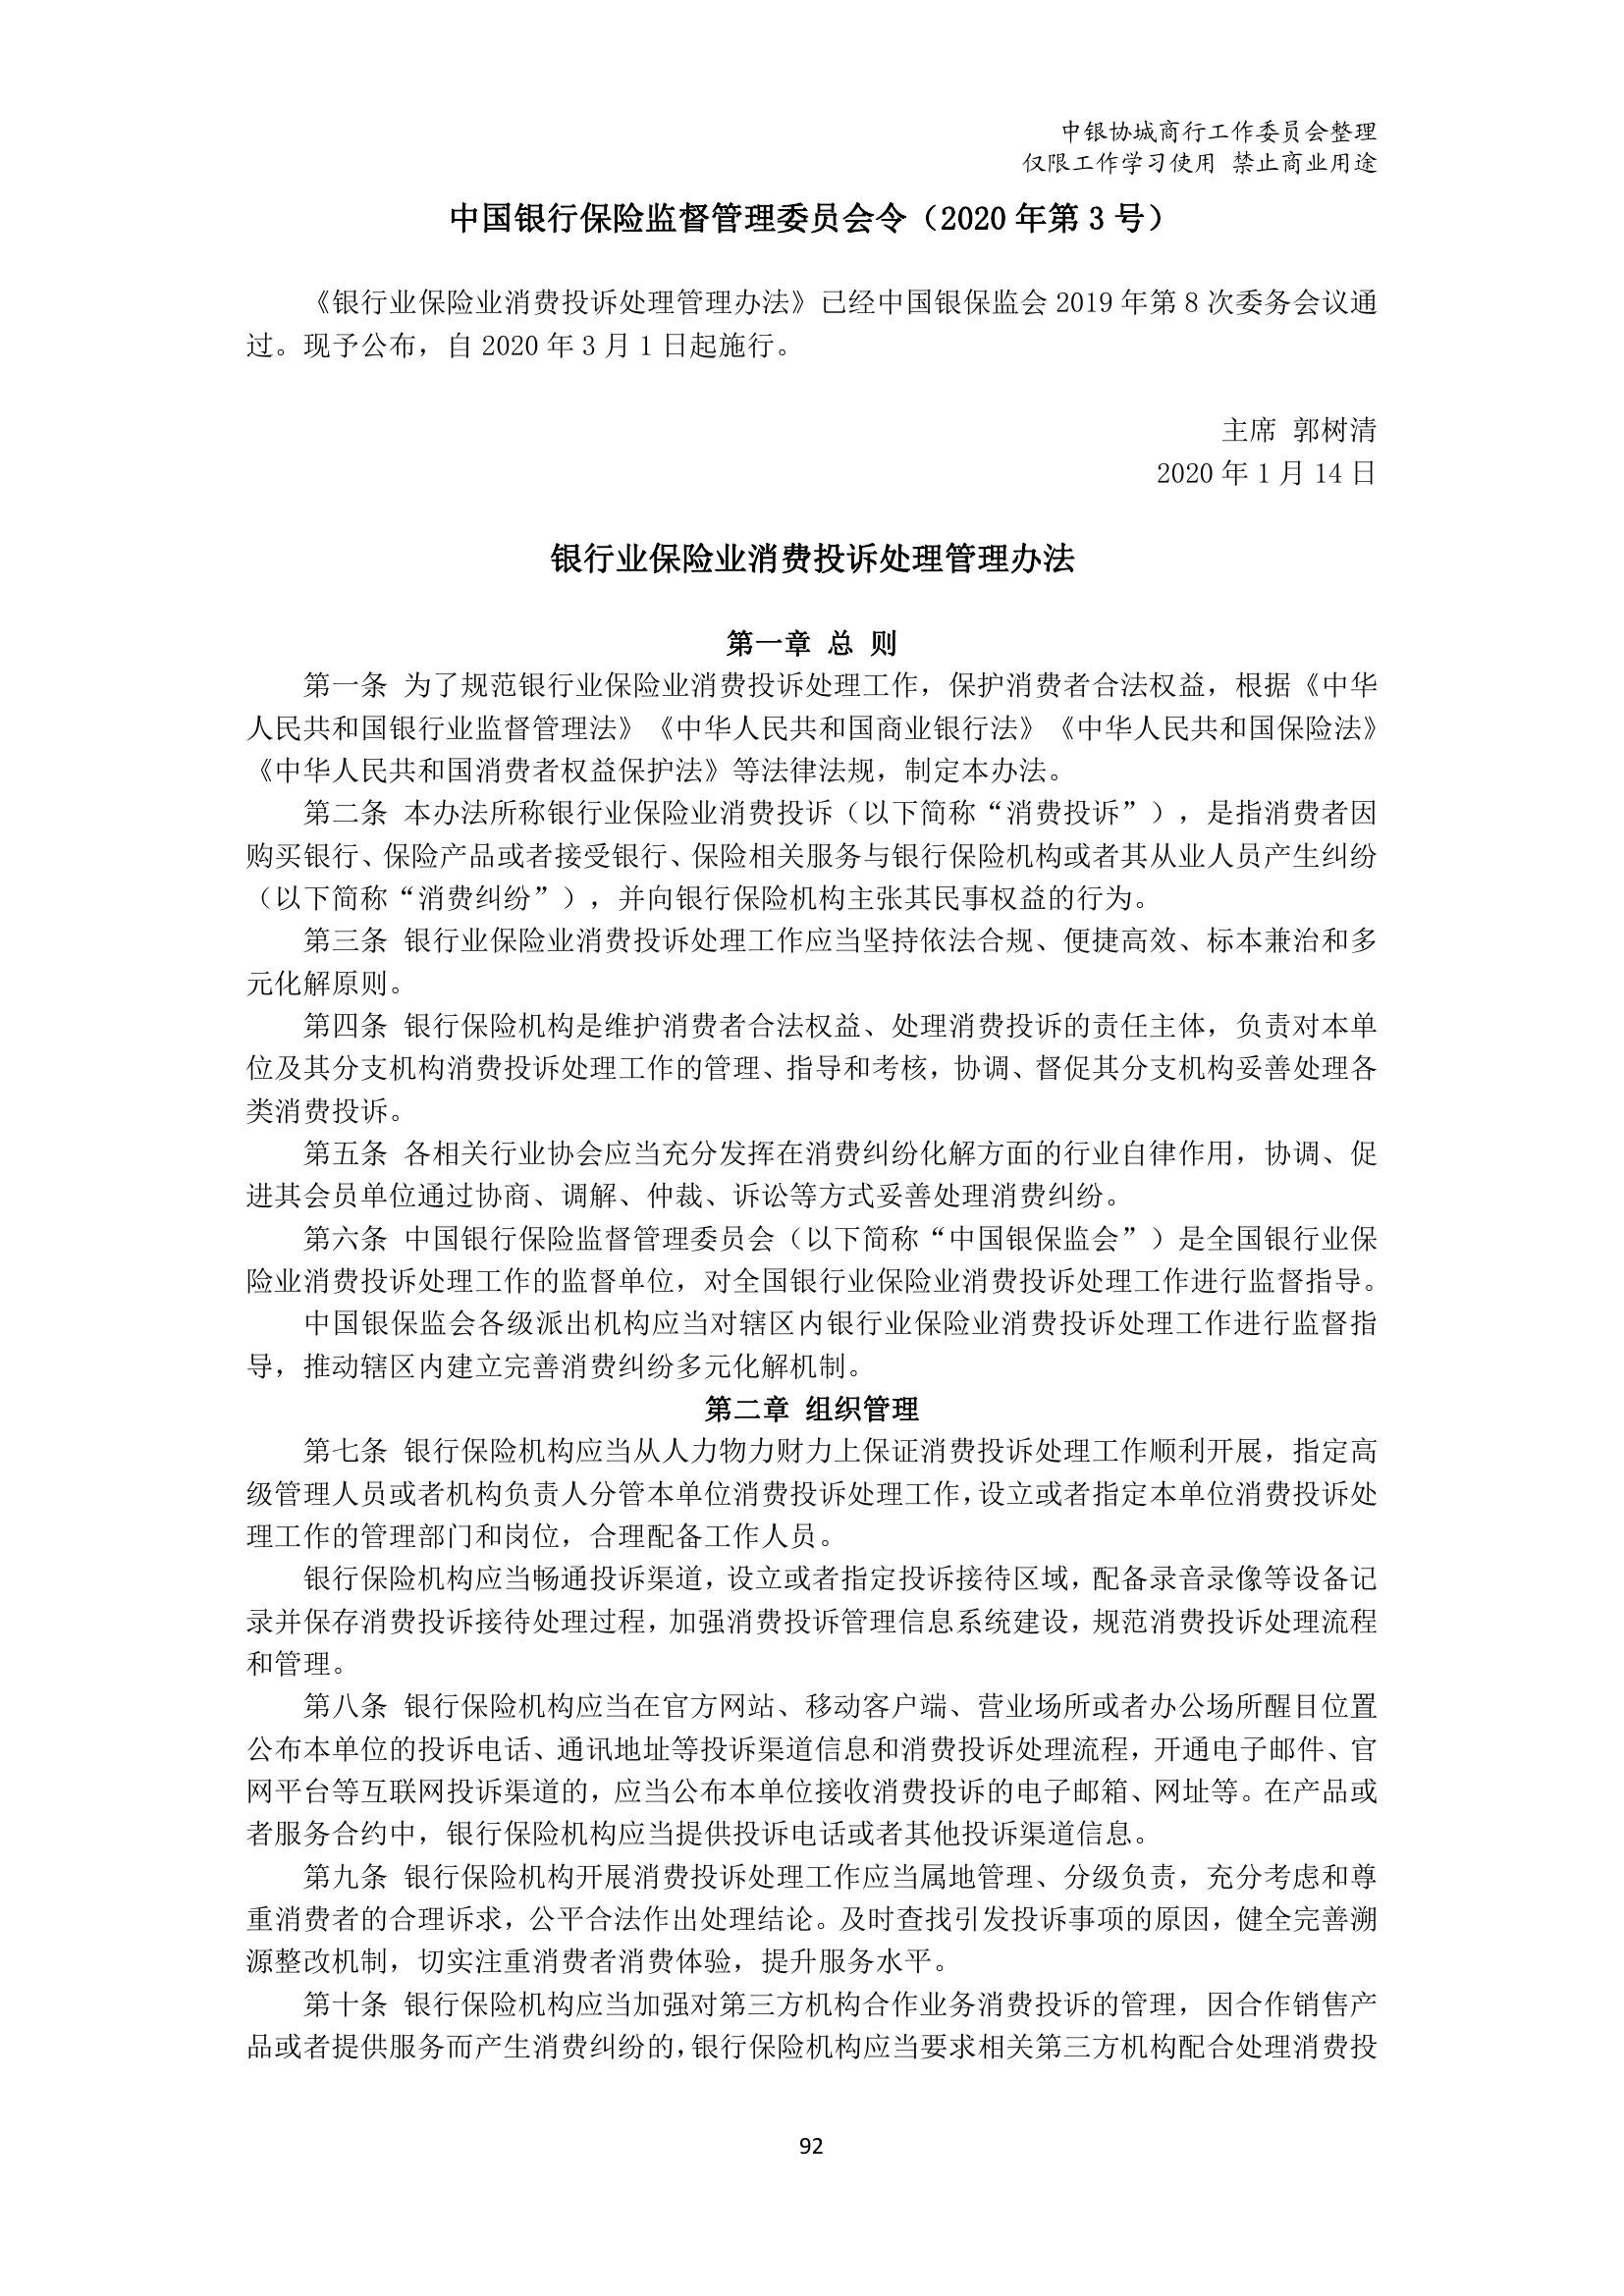 中银协城商行工作委员会整理
仅限工作学习使用 禁止商业用途
中国银行保险监督管理委员会令（2020 年第 3 号）
《银行业保险业消费投诉处理管理办法》已经中国银保监会 2019 年第 8 次委务会议通
过。现予公布，自 2020 年 3 月 1 日起施行。
主席 郭树清
2020 年 1 月 14 日
银行业保险业消费投诉处理管理办法
第一章 总 则
第一条 为了规范银行业保险业消费投诉处理工作，保护消费者合法权益，根据《中华
人民共和国银行业监督管理法》《中华人民共和国商业银行法》《中华人民共和国保险法》
《中华人民共和国消费者权益保护法》等法律法规，制定本办法。
第二条 本办法所称银行业保险业消费投诉（以下简称“消费投诉”），是指消费者因
购买银行、保险产品或者接受银行、保险相关服务与银行保险机构或者其从业人员产生纠纷
（以下简称“消费纠纷”），并向银行保险机构主张其民事权益的行为。
第三条 银行业保险业消费投诉处理工作应当坚持依法合规、便捷高效、标本兼治和多
元化解原则。
第四条 银行保险机构是维护消费者合法权益、处理消费投诉的责任主体，负责对本单
位及其分支机构消费投诉处理工作的管理、指导和考核，协调、督促其分支机构妥善处理各
类消费投诉。
第五条 各相关行业协会应当充分发挥在消费纠纷化解方面的行业自律作用，协调、促
进其会员单位通过协商、调解、仲裁、诉讼等方式妥善处理消费纠纷。
第六条 中国银行保险监督管理委员会（以下简称“中国银保监会”）是全国银行业保
险业消费投诉处理工作的监督单位，对全国银行业保险业消费投诉处理工作进行监督指导。
中国银保监会各级派出机构应当对辖区内银行业保险业消费投诉处理工作进行监督指
导，推动辖区内建立完善消费纠纷多元化解机制。
第二章 组织管理
第七条 银行保险机构应当从人力物力财力上保证消费投诉处理工作顺利开展，指定高
级管理人员或者机构负责人分管本单位消费投诉处理工作，设立或者指定本单位消费投诉处
理工作的管理部门和岗位，合理配备工作人员。
银行保险机构应当畅通投诉渠道，设立或者指定投诉接待区域，配备录音录像等设备记
录并保存消费投诉接待处理过程，加强消费投诉管理信息系统建设，规范消费投诉处理流程
和管理。
第八条 银行保险机构应当在官方网站、移动客户端、营业场所或者办公场所醒目位置
公布本单位的投诉电话、通讯地址等投诉渠道信息和消费投诉处理流程，开通电子邮件、官
网平台等互联网投诉渠道的，应当公布本单位接收消费投诉的电子邮箱、网址等。在产品或
者服务合约中，银行保险机构应当提供投诉电话或者其他投诉渠道信息。
第九条 银行保险机构开展消费投诉处理工作应当属地管理、分级负责，充分考虑和尊
重消费者的合理诉求，公平合法作出处理结论。及时查找引发投诉事项的原因，健全完善溯
源整改机制，切实注重消费者消费体验，提升服务水平。
第十条 银行保险机构应当加强对第三方机构合作业务消费投诉的管理，因合作销售产
品或者提供服务而产生消费纠纷的，银行保险机构应当要求相关第三方机构配合处理消费投
92